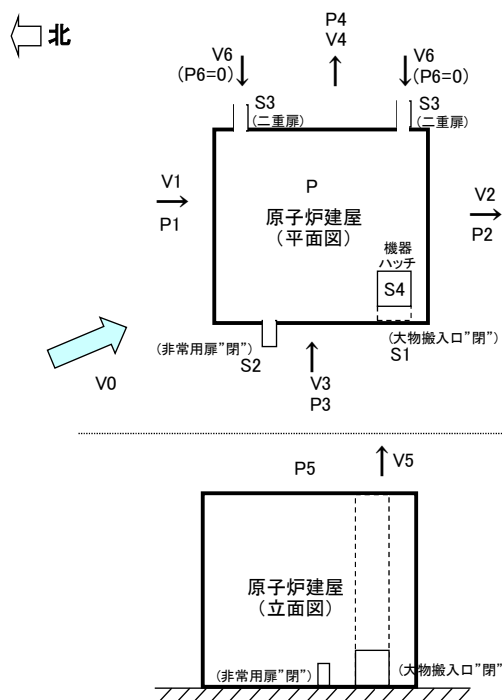 北
P4
V4
V6
(P6=0)
V6
(P6=0)
S3
(二重扉)
S3
(二重扉)
V1
P1
P
原子炉建屋
(平面図)
V2
P2
機器
ハッチ
S4
(非常用扉”閉”)
S2
(大物搬入口”閉”)
S1
V0
V3
P3
P5
V5
原子炉建屋
(立面図)
(非常用扉”閉”)
(大物搬入口”閉”